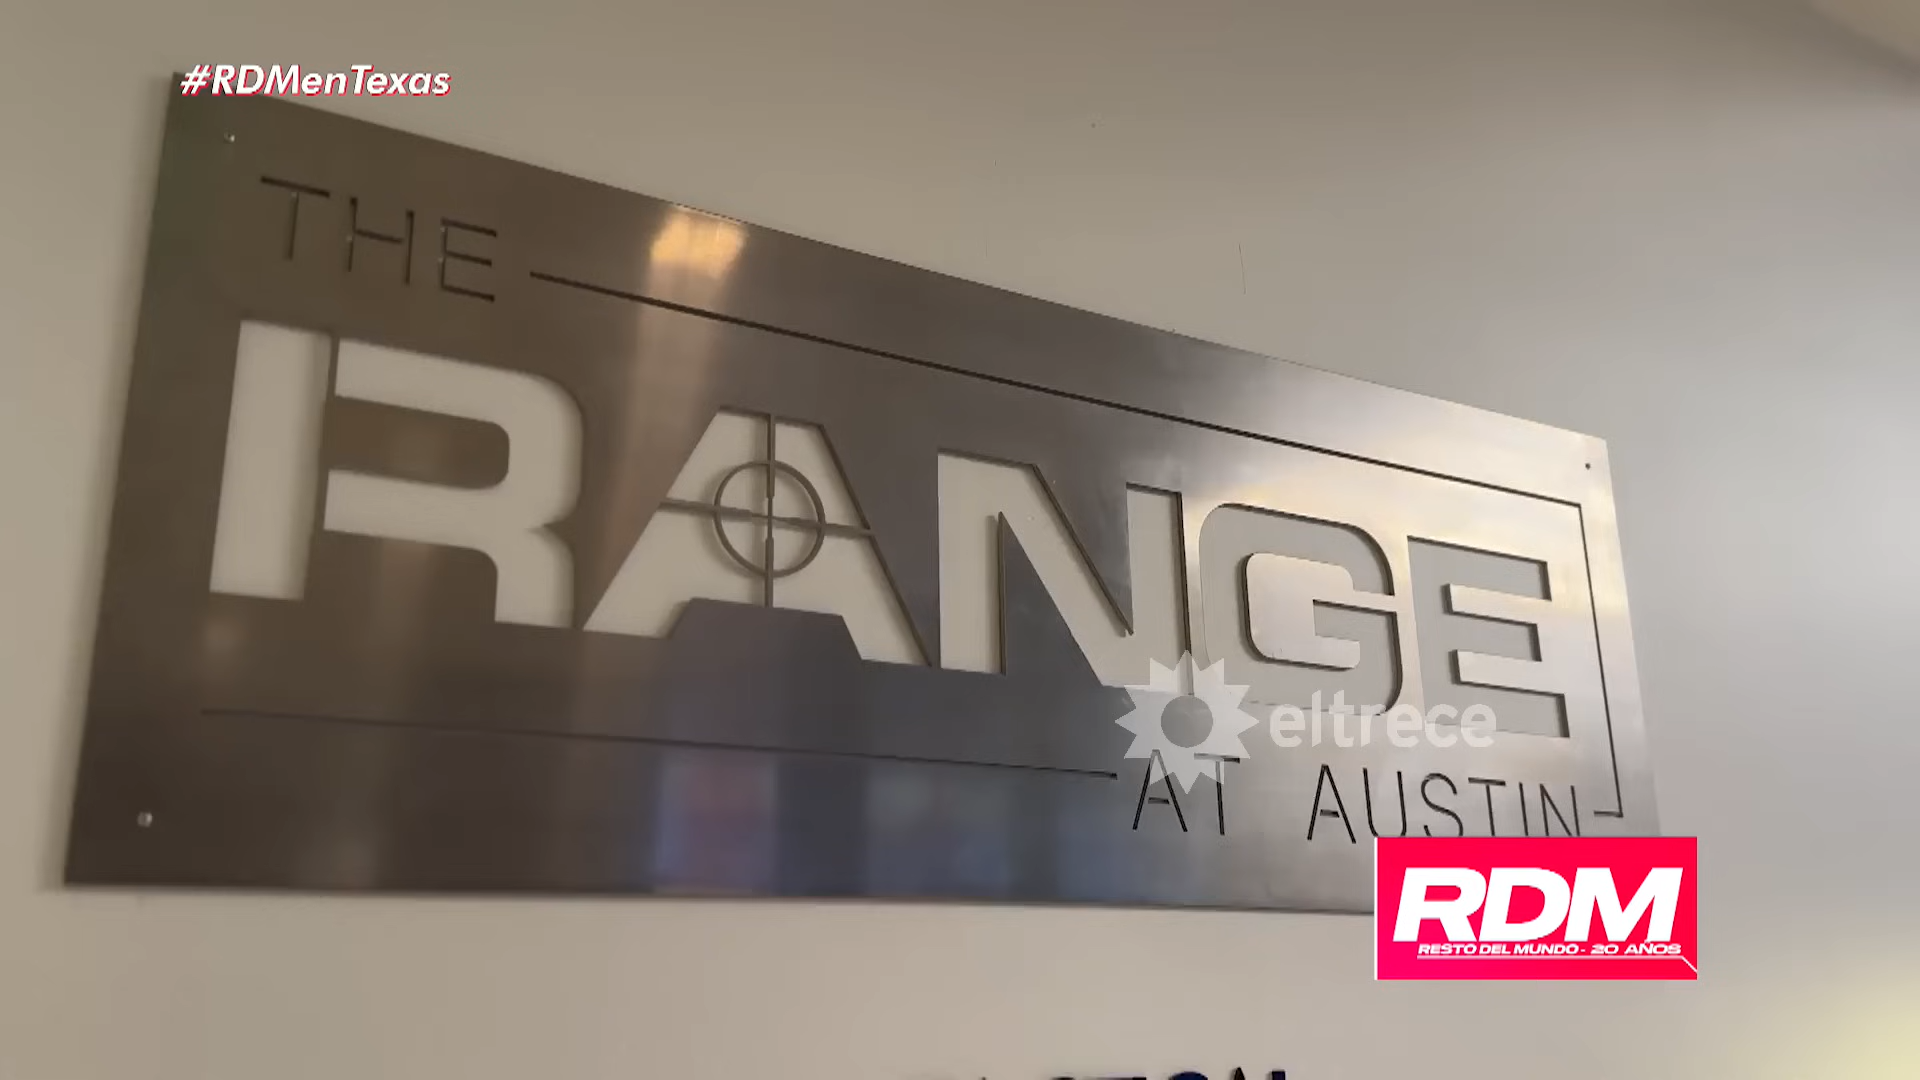 #RDMenTexas
THE
RANGE
eltrece
AT AUSTIN
RDM
RESTO DEL MUNDO - 20 AÑOS